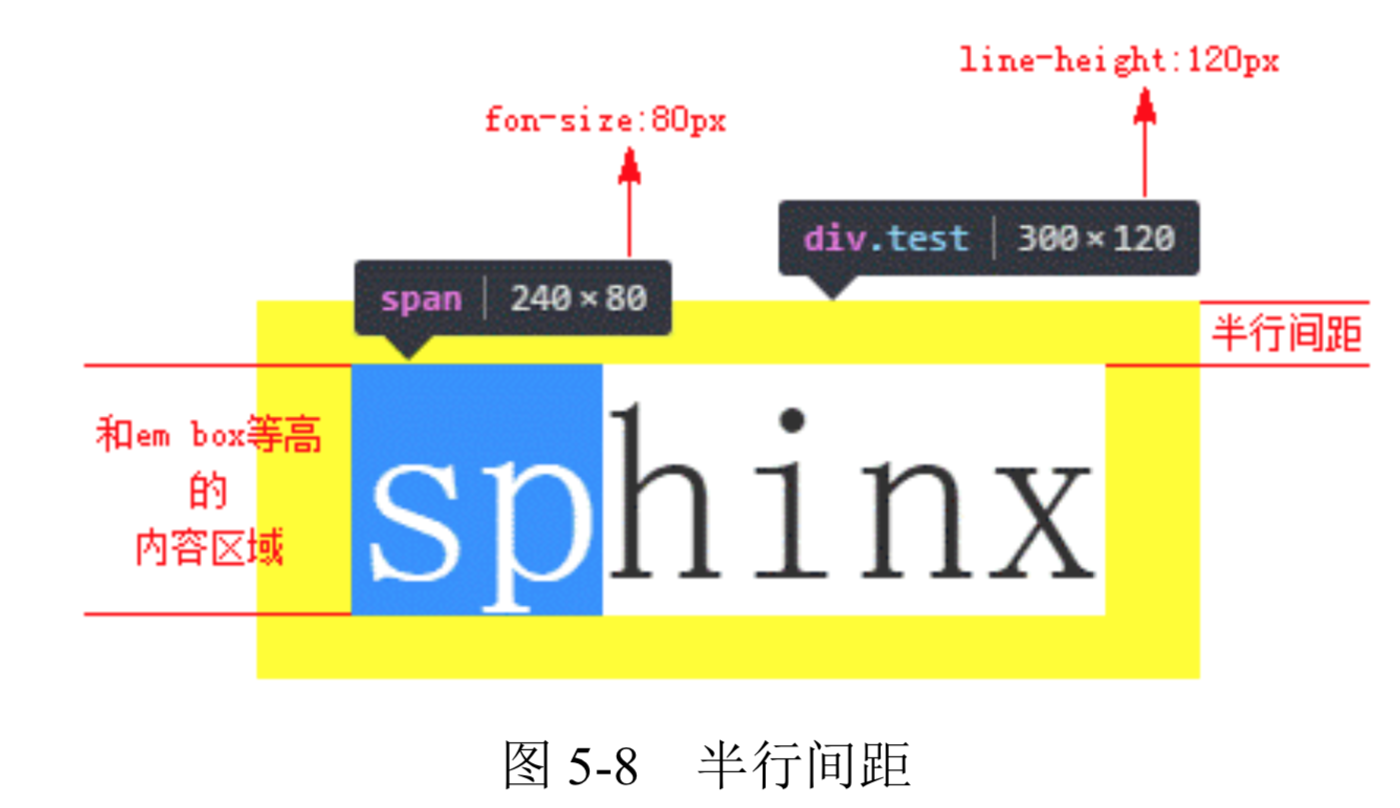 line-height:120px
fon-size:80px
div.test | 300×120
span | 240×80
半行间距
和em box等高
的
内容区域
sphinx
图 5-8 半行间距